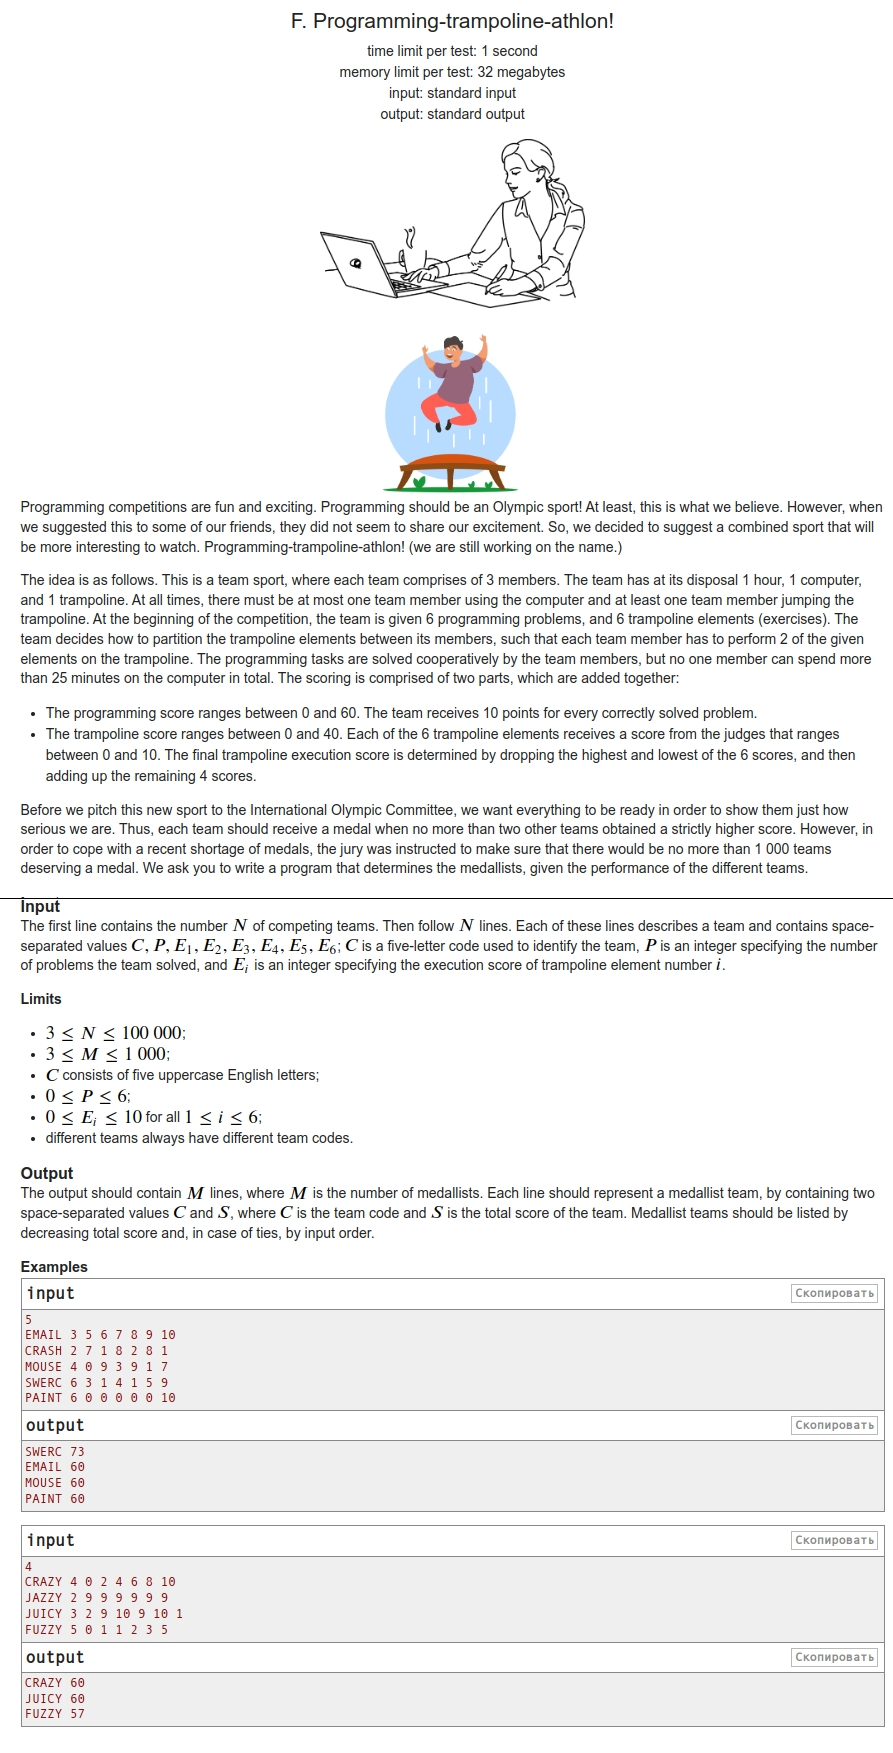 F. Programming-trampoline-athlon!
time limit per test: 1 second
memory limit per test: 32 megabytes
input: standard input
output: standard output
Programming competitions are fun and exciting. Programming should be an Olympic sport! At least, this is what we believe. However, when
we suggested this to some of our friends, they did not seem to share our excitement. So, we decided to suggest a combined sport that will
be more interesting to watch. Programming-trampoline-athlon! (we are still working on the name.)
The idea is as follows. This is a team sport, where each team comprises of 3 members. The team has at its disposal 1 hour, 1 computer,
and 1 trampoline. At all times, there must be at most one team member using the computer and at least one team member jumping the
trampoline. At the beginning of the competition, the team is given 6 programming problems, and 6 trampoline elements (exercises). The
team decides how to partition the trampoline elements between its members, such that each team member has to perform 2 of the given
elements on the trampoline. The programming tasks are solved cooperatively by the team members, but no one member can spend more
than 25 minutes on the computer in total. The scoring is comprised of two parts, which are added together:
• The programming score ranges between 0 and 60. The team receives 10 points for every correctly solved problem.
• The trampoline score ranges between 0 and 40. Each of the 6 trampoline elements receives a score from the judges that ranges
between 0 and 10. The final trampoline execution score is determined by dropping the highest and lowest of the 6 scores, and then
adding up the remaining 4 scores.
Before we pitch this new sport to the International Olympic Committee, we want everything to be ready in order to show them just how
serious we are. Thus, each team should receive a medal when no more than two other teams obtained a strictly higher score. However, in
order to cope with a recent shortage of medals, the jury was instructed to make sure that there would be no more than 1 000 teams
deserving a medal. We ask you to write a program that determines the medallists, given the performance of the different teams.
Input
The first line contains the number N of competing teams. Then follow N lines. Each of these lines describes a team and contains space-
separated values C, P, E₁, E₂, E₃, E₄, E₅, E₆; C is a five-letter code used to identify the team, P is an integer specifying the number
of problems the team solved, and Eᵢ is an integer specifying the execution score of trampoline element number i.
Limits
• 3 ≤ N ≤ 100 000;
• 3 ≤ M ≤ 1 000;
• C consists of five uppercase English letters;
• 0 ≤ P ≤ 6;
• 0 ≤ Eᵢ ≤ 10 for all 1 ≤ i ≤ 6;
• different teams always have different team codes.
Output
The output should contain M lines, where M is the number of medallists. Each line should represent a medallist team, by containing two
space-separated values C and S, where C is the team code and S is the total score of the team. Medallist teams should be listed by
decreasing total score and, in case of ties, by input order.
Examples
input
Скопировать
5
EMAIL 3 5 6 7 8 9 10
CRASH 2 7 1 8 2 8 1
MOUSE 4 0 9 3 9 1 7
SWERC 6 3 1 4 1 5 9
PAINT 6 0 0 0 0 0 10
output
Скопировать
SWERC 73
EMAIL 60
MOUSE 60
PAINT 60
input
Скопировать
4
CRAZY 4 0 2 4 6 8 10
JAZZY 2 9 9 9 9 9 9
JUICY 3 2 9 10 9 10 1
FUZZY 5 0 1 1 2 3 5
output
Скопировать
CRAZY 60
JUICY 60
FUZZY 57